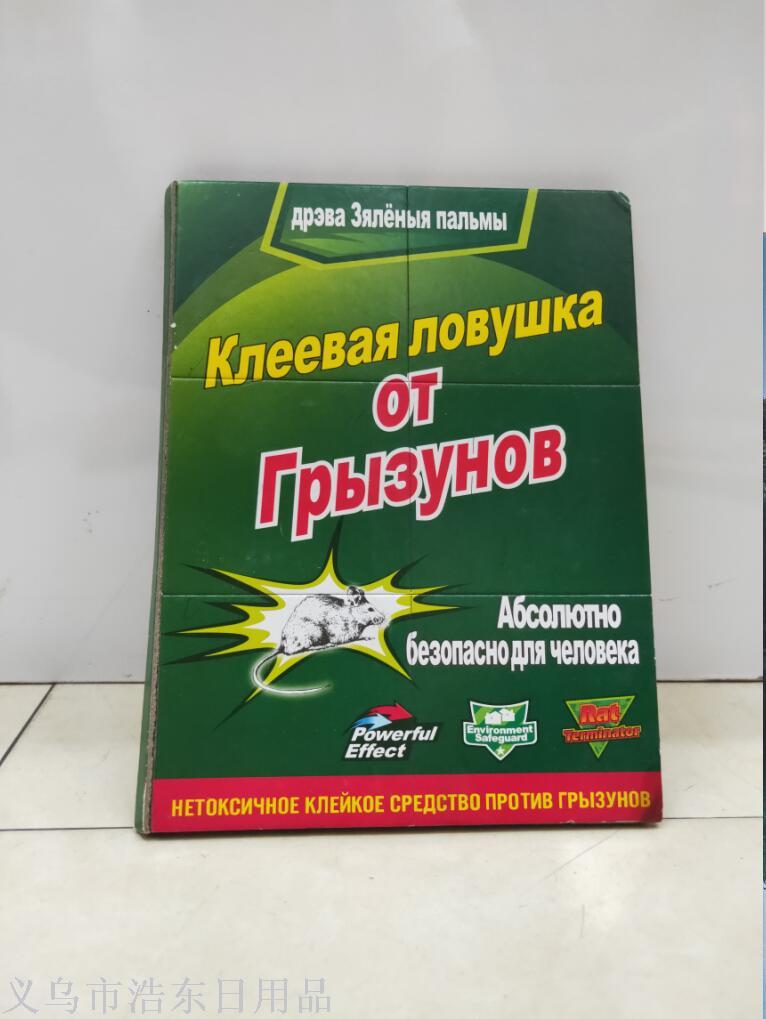 дрэва Зялёныя пальмы
Клеевая ловушка
от
Грызунов
Абсолютно
безопасно для человека
Powerful
Effect
Environment
Safeguard
Rat
Terminator
НЕТОКСИЧНОЕ КЛЕЙКОЕ СРЕДСТВО ПРОТИВ ГРЫЗУНОВ
义乌市浩东日用品